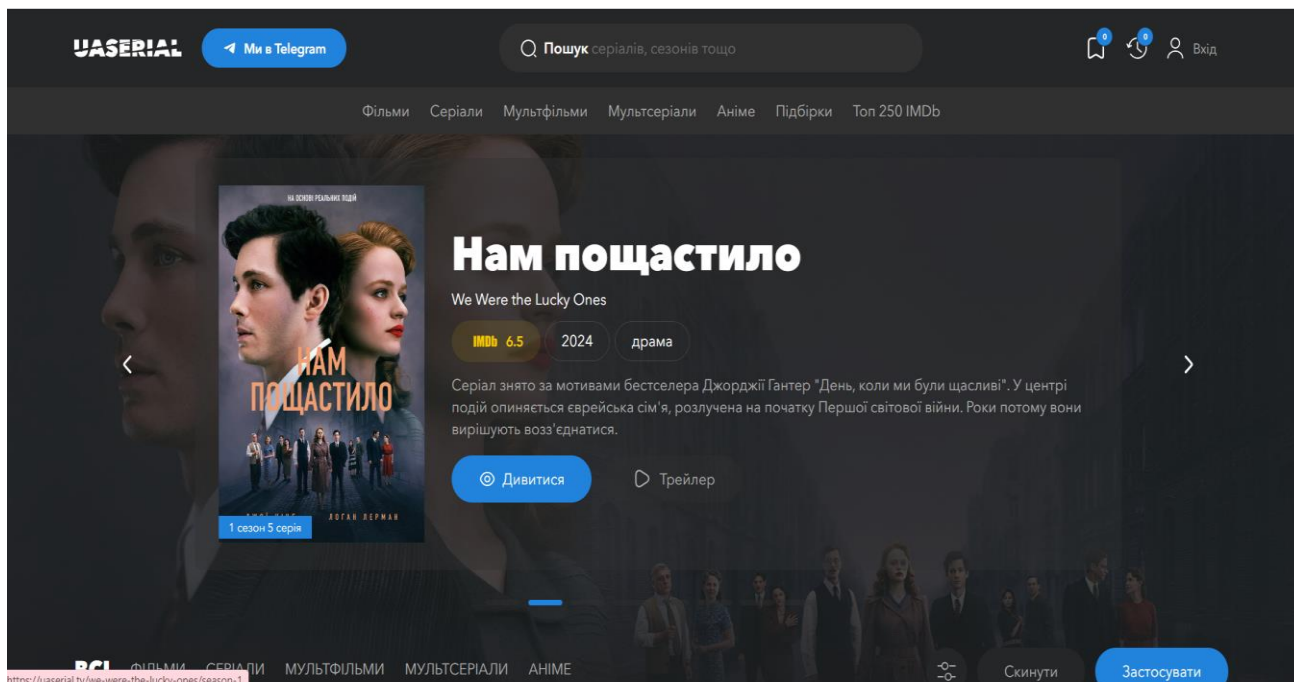 UASERIAL
Ми в Telegram
Пошук серіалів, сезонів тощо
0
0
Вхід
Фільми Серіали Мультфільми Мультсеріали Аніме Підбірки Топ 250 IMDb
НА ОСНОВІ РЕАЛЬНИХ ПОДІЙ
НАМ
ПОЩАСТИЛО
ЛОГАН ЛЕРМАН
1 сезон 5 серія
Нам пощастило
We Were the Lucky Ones
IMDb 6.5 2024 драма
Серіал знято за мотивами бестселера Джорджії Гантер "День, коли ми були щасливі". У центрі
подій опиняється єврейська сім'я, розлучена на початку Першої світової війни. Роки потому вони
вирішують возз'єднатися.
Дивитися Трейлер
ВСІ ФІЛЬМИ СЕРІАЛИ МУЛЬТФІЛЬМИ МУЛЬТСЕРІАЛИ АНІМЕ
Скинути Застосувати
https://uaserial.tv/we-were-the-lucky-ones/season-1